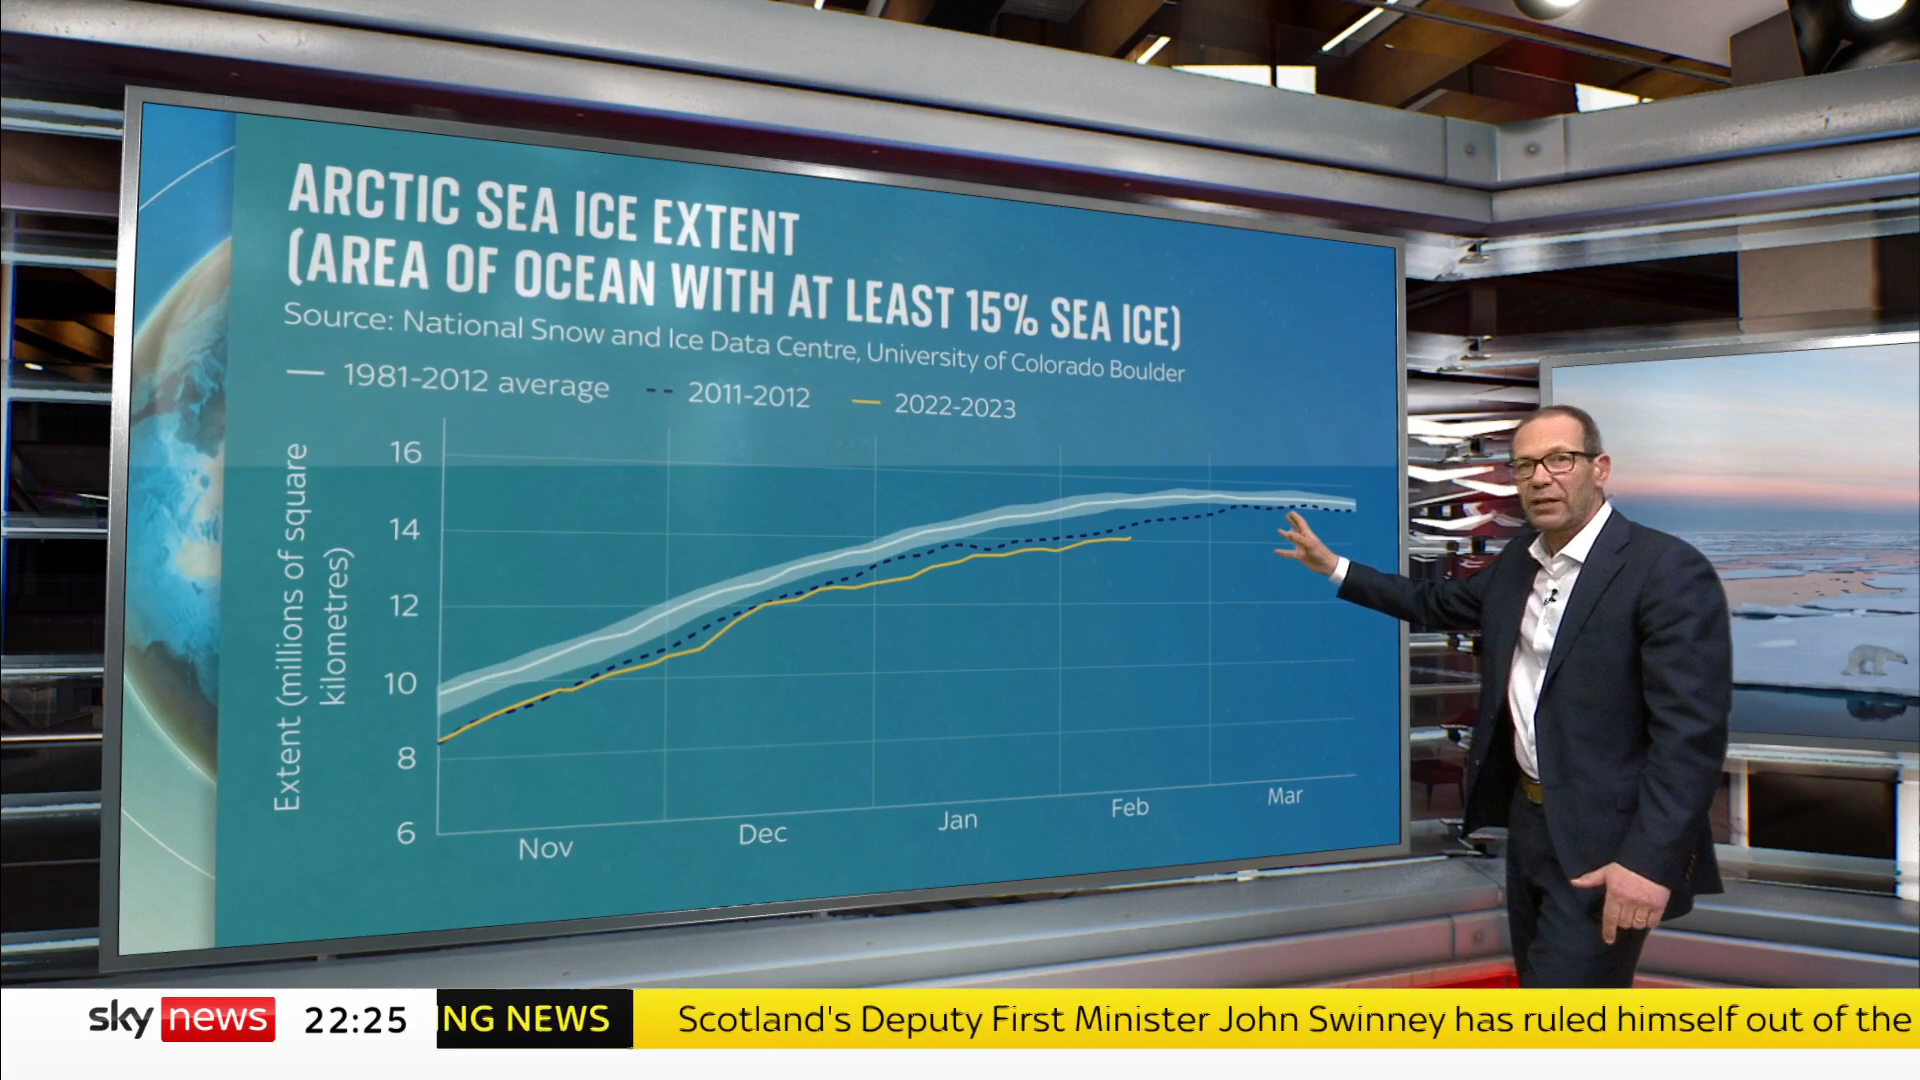 ARCTIC SEA ICE EXTENT
(AREA OF OCEAN WITH AT LEAST 15% SEA ICE)
Source: National Snow and Ice Data Centre, University of Colorado Boulder
1981-2012 average 2011-2012 2022-2023
Extent (millions of square
kilometres)
16
14
12
10
8
6
Nov Dec Jan Feb Mar
sky news 22:25 NG NEWS Scotland's Deputy First Minister John Swinney has ruled himself out of the